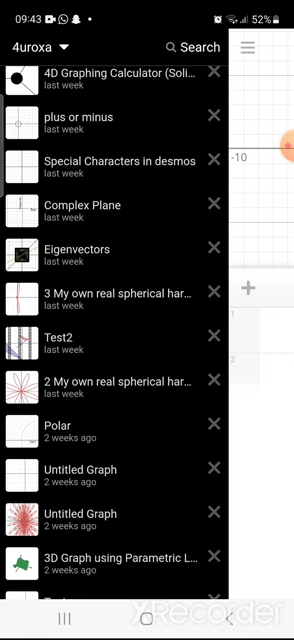 09:43
52%
4uroxa
Search
4D Graphing Calculator (Soli...
last week
plus or minus
last week
-10
Special Characters in desmos
last week
Complex Plane
last week
Eigenvectors
last week
3 My own real spherical har...
last week
1
Test2
last week
2
2 My own real spherical har...
last week
Polar
2 weeks ago
Untitled Graph
2 weeks ago
Untitled Graph
2 weeks ago
3D Graph using Parametric L...
2 weeks ago
XRecorder